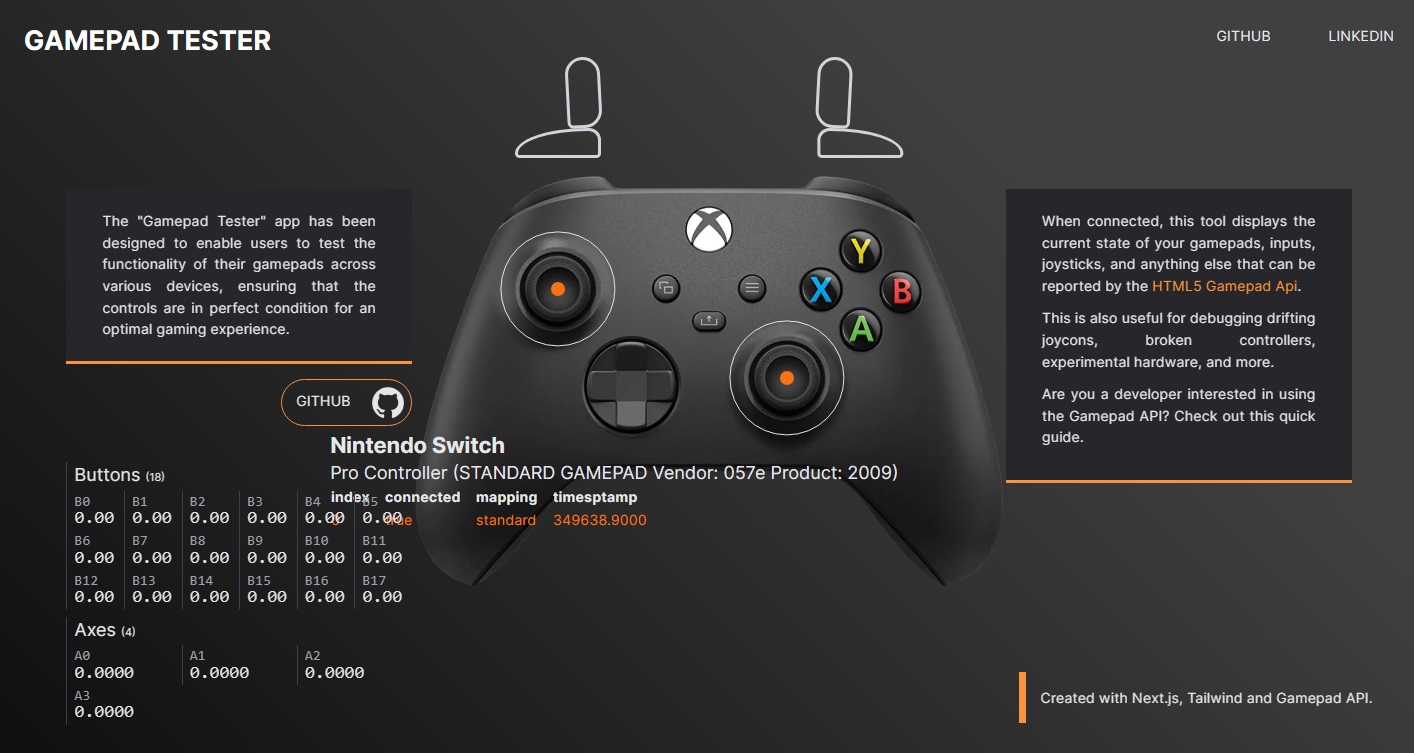 GAMEPAD TESTER
GITHUB
LINKEDIN
The "Gamepad Tester" app has been
designed to enable users to test the
functionality of their gamepads across
various devices, ensuring that the
controls are in perfect condition for an
optimal gaming experience.
GITHUB
Y
X
B
A
When connected, this tool displays the
current state of your gamepads, inputs,
joysticks, and anything else that can be
reported by the HTML5 Gamepad Api.
This is also useful for debugging drifting
joycons, broken controllers,
experimental hardware, and more.
Are you a developer interested in using
the Gamepad API? Check out this quick
guide.
Nintendo Switch
Pro Controller (STANDARD GAMEPAD Vendor: 057e Product: 2009)
index connected mapping timesptamp
0 true standard 349638.9000
Buttons (18)
B0 B1 B2 B3 B4 B5
0.00 0.00 0.00 0.00 0.00 0.00
B6 B7 B8 B9 B10 B11
0.00 0.00 0.00 0.00 0.00 0.00
B12 B13 B14 B15 B16 B17
0.00 0.00 0.00 0.00 0.00 0.00
Axes (4)
A0 A1 A2
0.0000 0.0000 0.0000
A3
0.0000
Created with Next.js, Tailwind and Gamepad API.